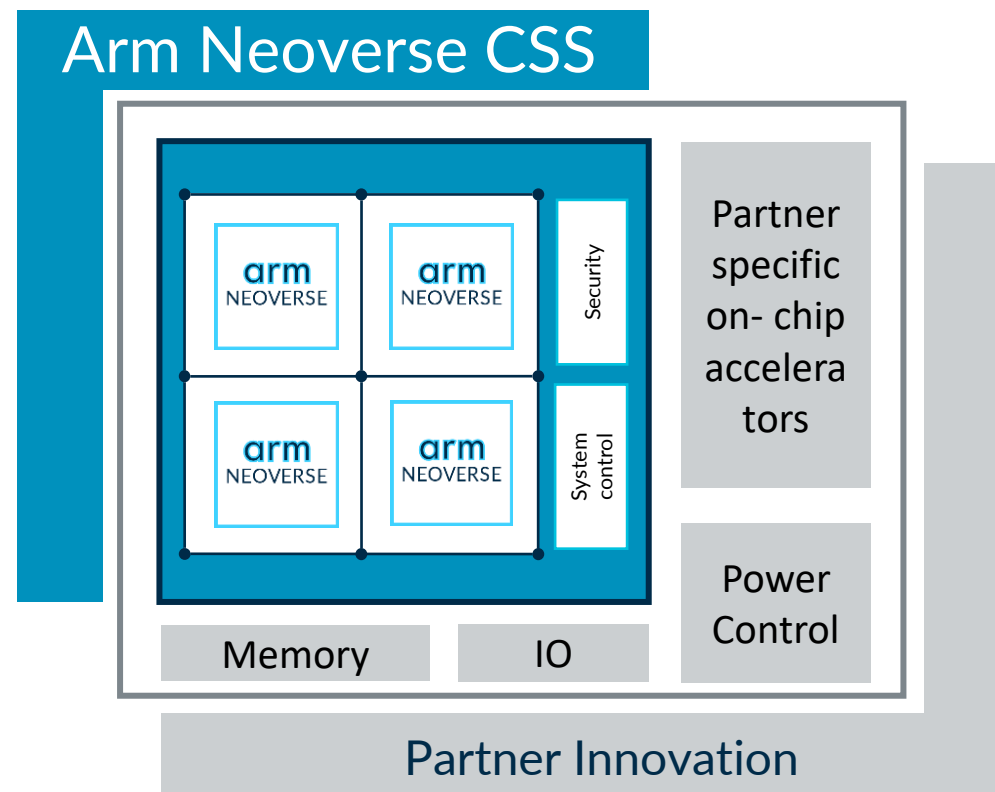 Arm Neoverse CSS
arm
NEOVERSE
arm
NEOVERSE
Security
arm
NEOVERSE
arm
NEOVERSE
System
control
Partner
specific
on- chip
accelera
tors
Power
Control
Memory
IO
Partner Innovation